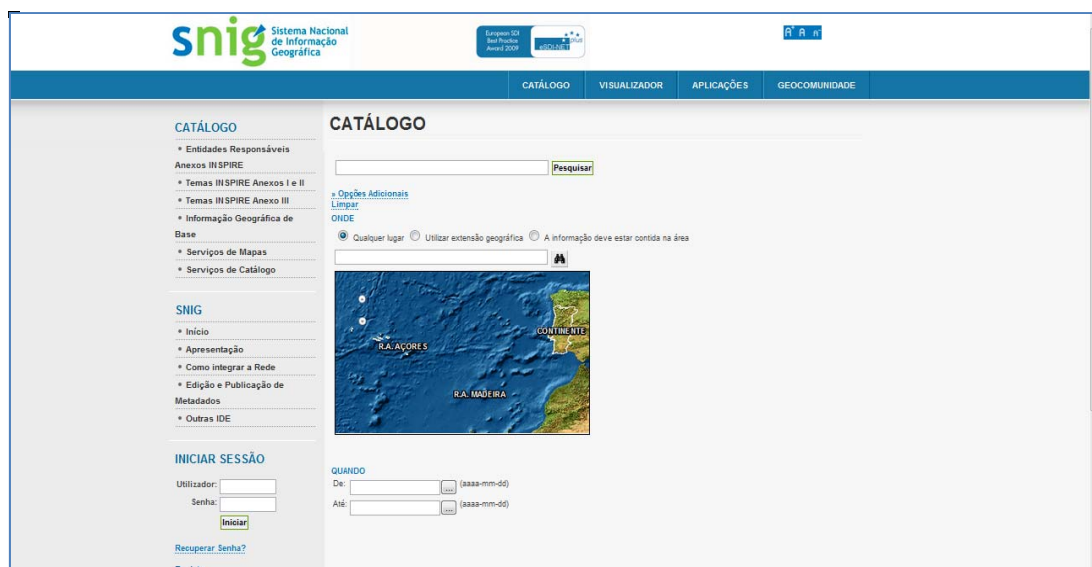 snig Sistema Nacional
de Informação
Geográfica
European SDI
Best Practice
Award 2009
eSDI-NET plus
A+ A n-
CATÁLOGO VISUALIZADOR APLICAÇÕES GEOCOMUNIDADE
CATÁLOGO
• Entidades Responsáveis
Anexos INSPIRE
• Temas INSPIRE Anexos I e II
• Temas INSPIRE Anexo III
• Informação Geográfica de
Base
• Serviços de Mapas
• Serviços de Catálogo
SNIG
• Início
• Apresentação
• Como integrar a Rede
• Edição e Publicação de
Metadados
• Outras IDE
INICIAR SESSÃO
Utilizador:
Senha:
Iniciar
Recuperar Senha?
CATÁLOGO
Pesquisar
» Opções Adicionais
Limpar
ONDE
Qualquer lugar Utilizar extensão geográfica A informação deve estar contida na área
CONTINENTE
R.A. AÇORES
R.A. MADEIRA
QUANDO
De: ... (aaaa-mm-dd)
Até: ... (aaaa-mm-dd)